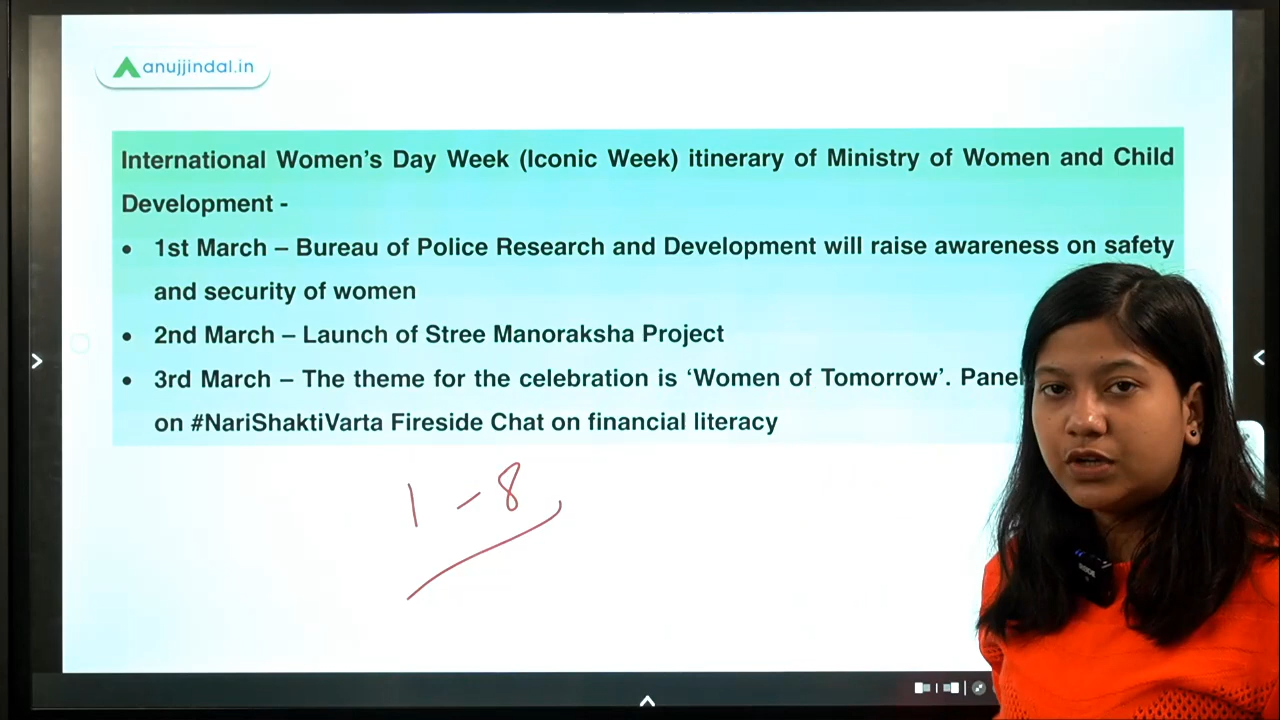 anujjindal.in
International Women's Day Week (Iconic Week) itinerary of Ministry of Women and Child
Development -
• 1st March – Bureau of Police Research and Development will raise awareness on safety
and security of women
• 2nd March – Launch of Stree Manoraksha Project
• 3rd March – The theme for the celebration is ‘Women of Tomorrow’. Panel
on #NariShaktiVarta Fireside Chat on financial literacy
1 - 8